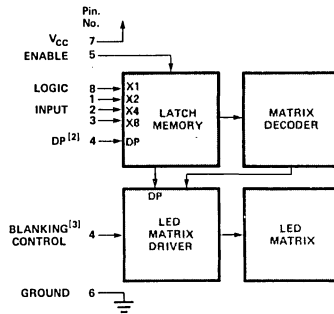 Pin.
No.
VCC 7
ENABLE 5
LOGIC 8 X1
1 X2
INPUT 2 X4
3 X8
DP[2] 4 DP
LATCH
MEMORY
MATRIX
DECODER
DP
LED
MATRIX
DRIVER
LED
MATRIX
BLANKING[3]
CONTROL 4
GROUND 6